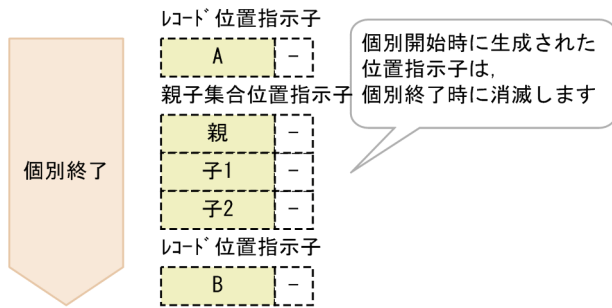 ﾚｺｰﾄﾞ位置指示子
A －
個別開始時に生成された
位置指示子は，
個別終了時に消滅します
親子集合位置指示子
親 －
個別終了
子1 －
子2 －
ﾚｺｰﾄﾞ位置指示子
B －